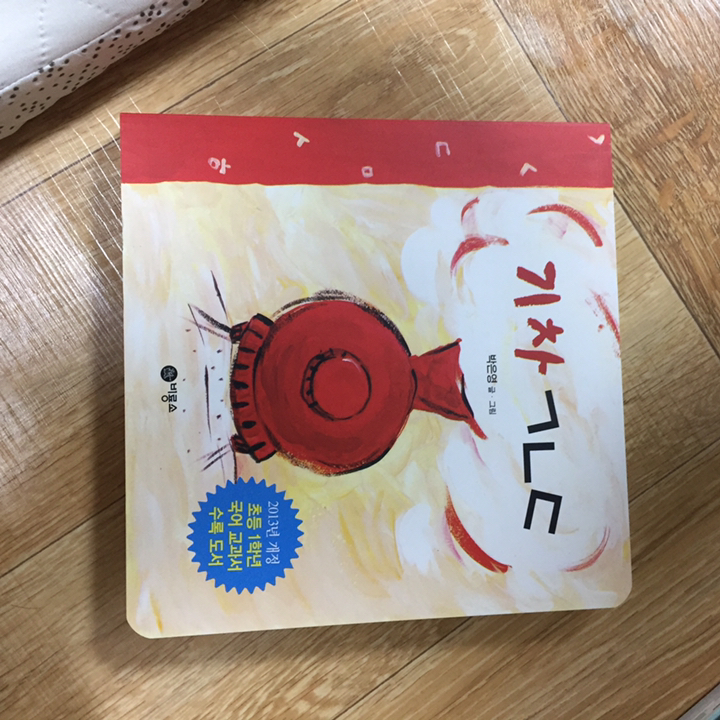 ㄱ
ㄴ
ㄷ
ㅁ
ㅅ
ㅎ
기차 ㄱㄴㄷ
박은영 글·그림
2013년 개정
초등 1학년
국어 교과서
수록 도서
비룡소